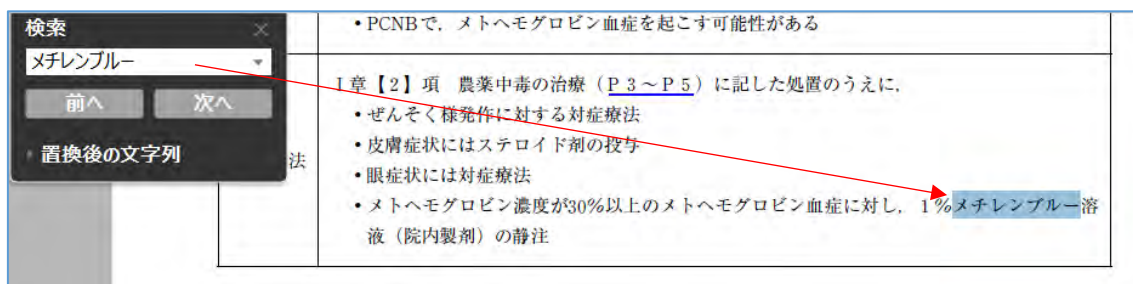 検索
メチレンブルー
前へ 次へ
置換後の文字列
・PCNBで，メトヘモグロビン血症を起こす可能性がある
法
Ⅰ章【2】項　農薬中毒の治療（P 3～P 5）に記した処置のうえに，
・ぜんそく様発作に対する対症療法
・皮膚症状にはステロイド剤の投与
・眼症状には対症療法
・メトヘモグロビン濃度が30%以上のメトヘモグロビン血症に対し，1%メチレンブルー溶
液（院内製剤）の静注